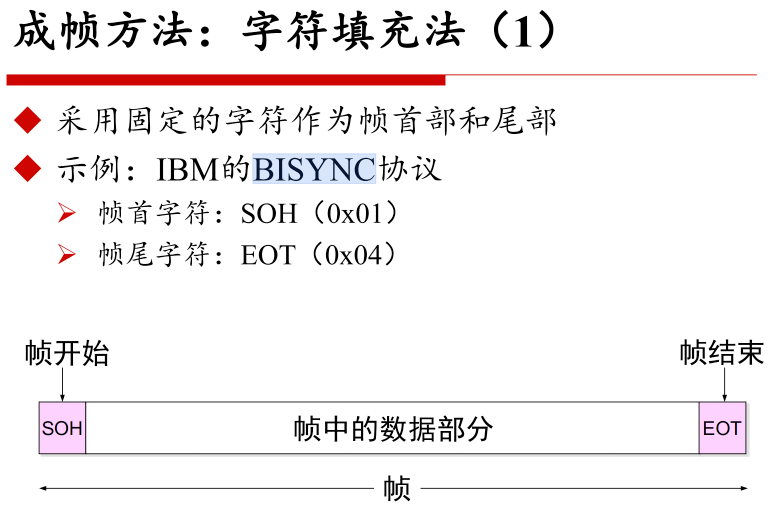 成帧方法：字符填充法（1）
采用固定的字符作为帧首部和尾部
示例：IBM的BISYNC协议
帧首字符：SOH（0x01）
帧尾字符：EOT（0x04）
帧开始 帧结束
SOH 帧中的数据部分 EOT
帧